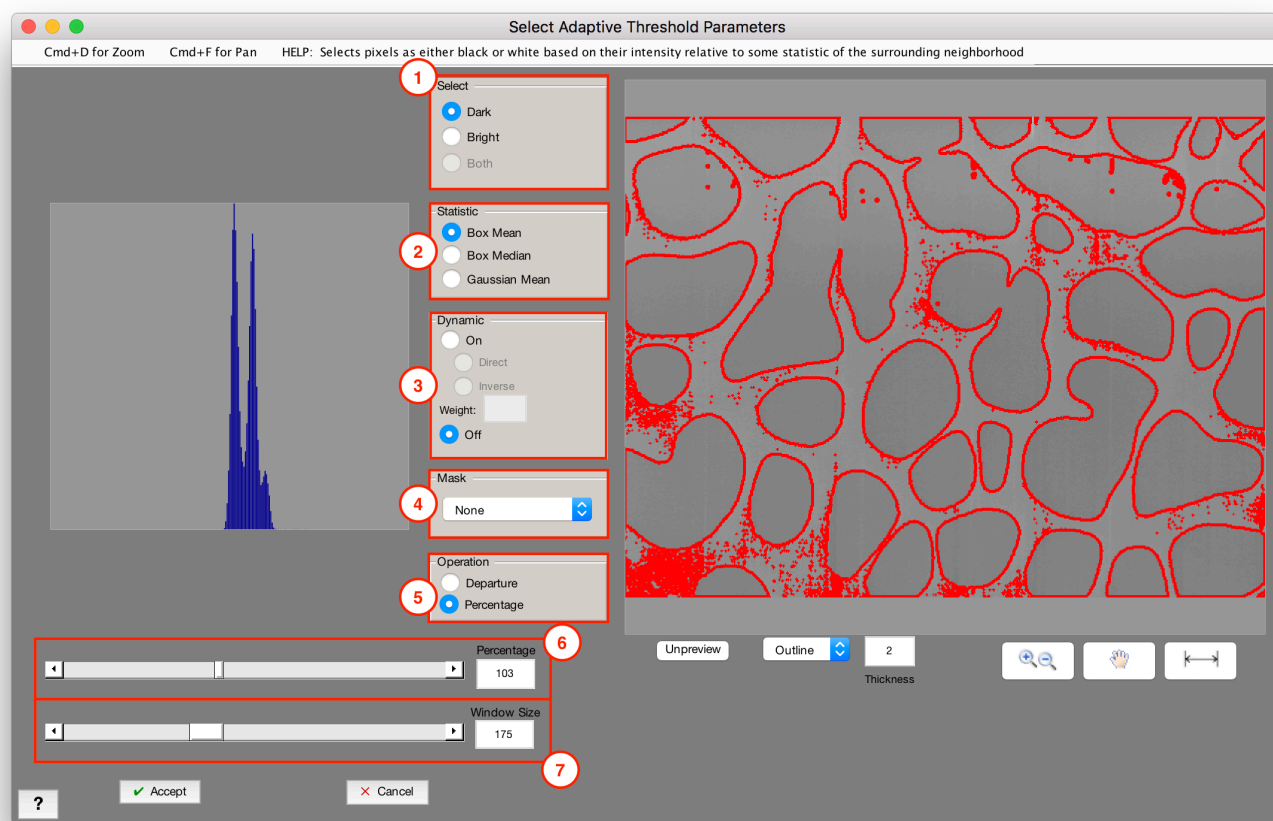 Select Adaptive Threshold Parameters
Cmd+D for Zoom Cmd+F for Pan HELP: Selects pixels as either black or white based on their intensity relative to some statistic of the surrounding neighborhood
1
Select
Dark
Bright
Both
2
Statistic
Box Mean
Box Median
Gaussian Mean
3
Dynamic
On
Direct
Inverse
Weight:
Off
4
Mask
None
5
Operation
Departure
Percentage
6
Percentage
103
Window Size
175
7
Unpreview
Outline
2
Thickness
Accept
Cancel
?